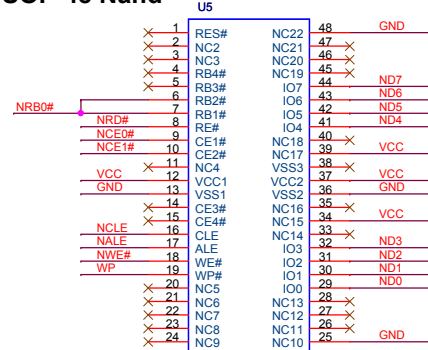 Nand
U5
1 RES# NC22 48 GND
2 NC2 NC21 47
3 NC3 NC20 46
4 RB4# NC19 45
5 RB3# IO7 44 ND7
6 RB2# IO6 43 ND6
NRB0# 7 RB1# IO5 42 ND5
NRD# 8 RE# IO4 41 ND4
NCE0# 9 CE1# NC18 40
NCE1# 10 CE2# NC17 39 VCC
11 NC4 VSS3 38
VCC 12 VCC1 VCC2 37 VCC
GND 13 VSS1 VSS2 36 GND
14 CE3# NC16 35
15 CE4# NC15 34 VCC
NCLE 16 CLE NC14 33
NALE 17 ALE IO3 32 ND3
NWE# 18 WE# IO2 31 ND2
WP 19 WP# IO1 30 ND1
20 NC5 IO0 29 ND0
21 NC6 NC13 28
22 NC7 NC12 27
23 NC8 NC11 26
24 NC9 NC10 25 GND